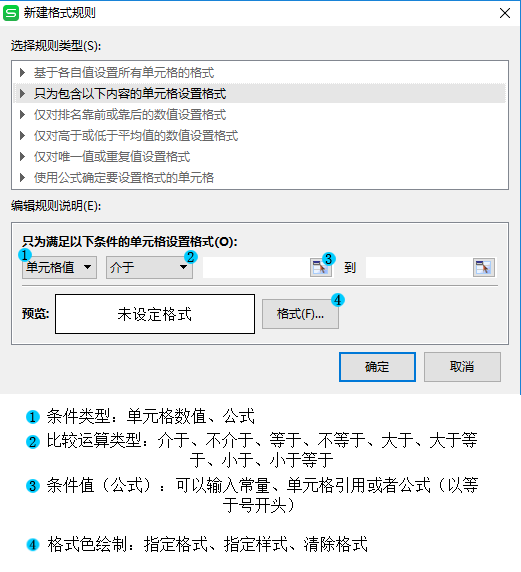 新建格式规则
选择规则类型(S):
基于各自值设置所有单元格的格式
只为包含以下内容的单元格设置格式
仅对排名靠前或靠后的数值设置格式
仅对高于或低于平均值的数值设置格式
仅对唯一值或重复值设置格式
使用公式确定要设置格式的单元格
编辑规则说明(E):
只为满足以下条件的单元格设置格式(O):
1 2 3
单元格值 介于 到
4
预览: 未设定格式 格式(F)...
确定 取消
1 条件类型：单元格数值、公式
2 比较运算类型：介于、不介于、等于、不等于、大于、大于等
于、小于、小于等于
3 条件值（公式）：可以输入常量、单元格引用或者公式（以等
于号开头）
4 格式色绘制：指定格式、指定样式、清除格式